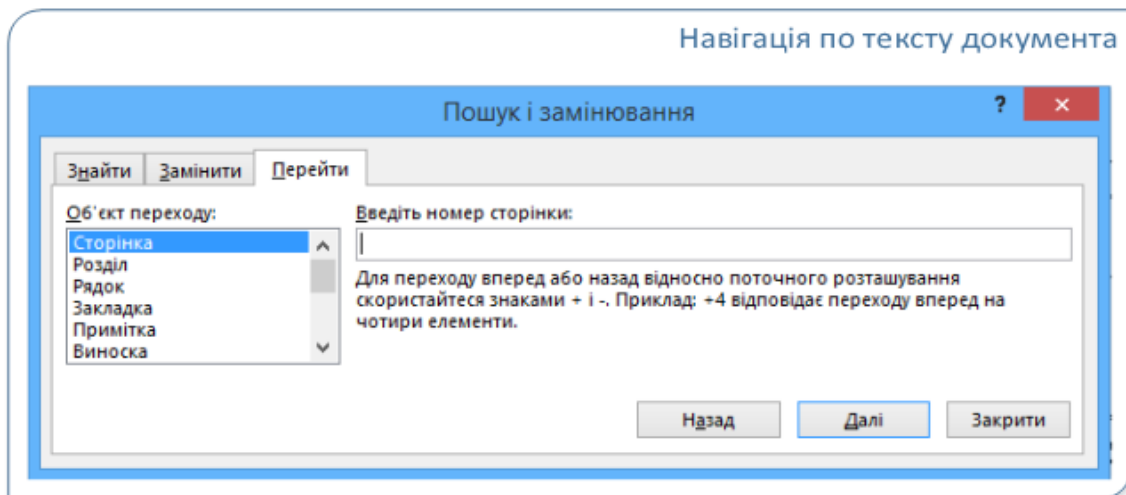 Навігація по тексту документа
Пошук і замінювання
?
Знайти Замінити Перейти
Об'єкт переходу:
Введіть номер сторінки:
Сторінка
Розділ
Рядок
Закладка
Примітка
Виноска
Для переходу вперед або назад відносно поточного розташування
скористайтеся знаками + і -. Приклад: +4 відповідає переходу вперед на
чотири елементи.
Назад Далі Закрити